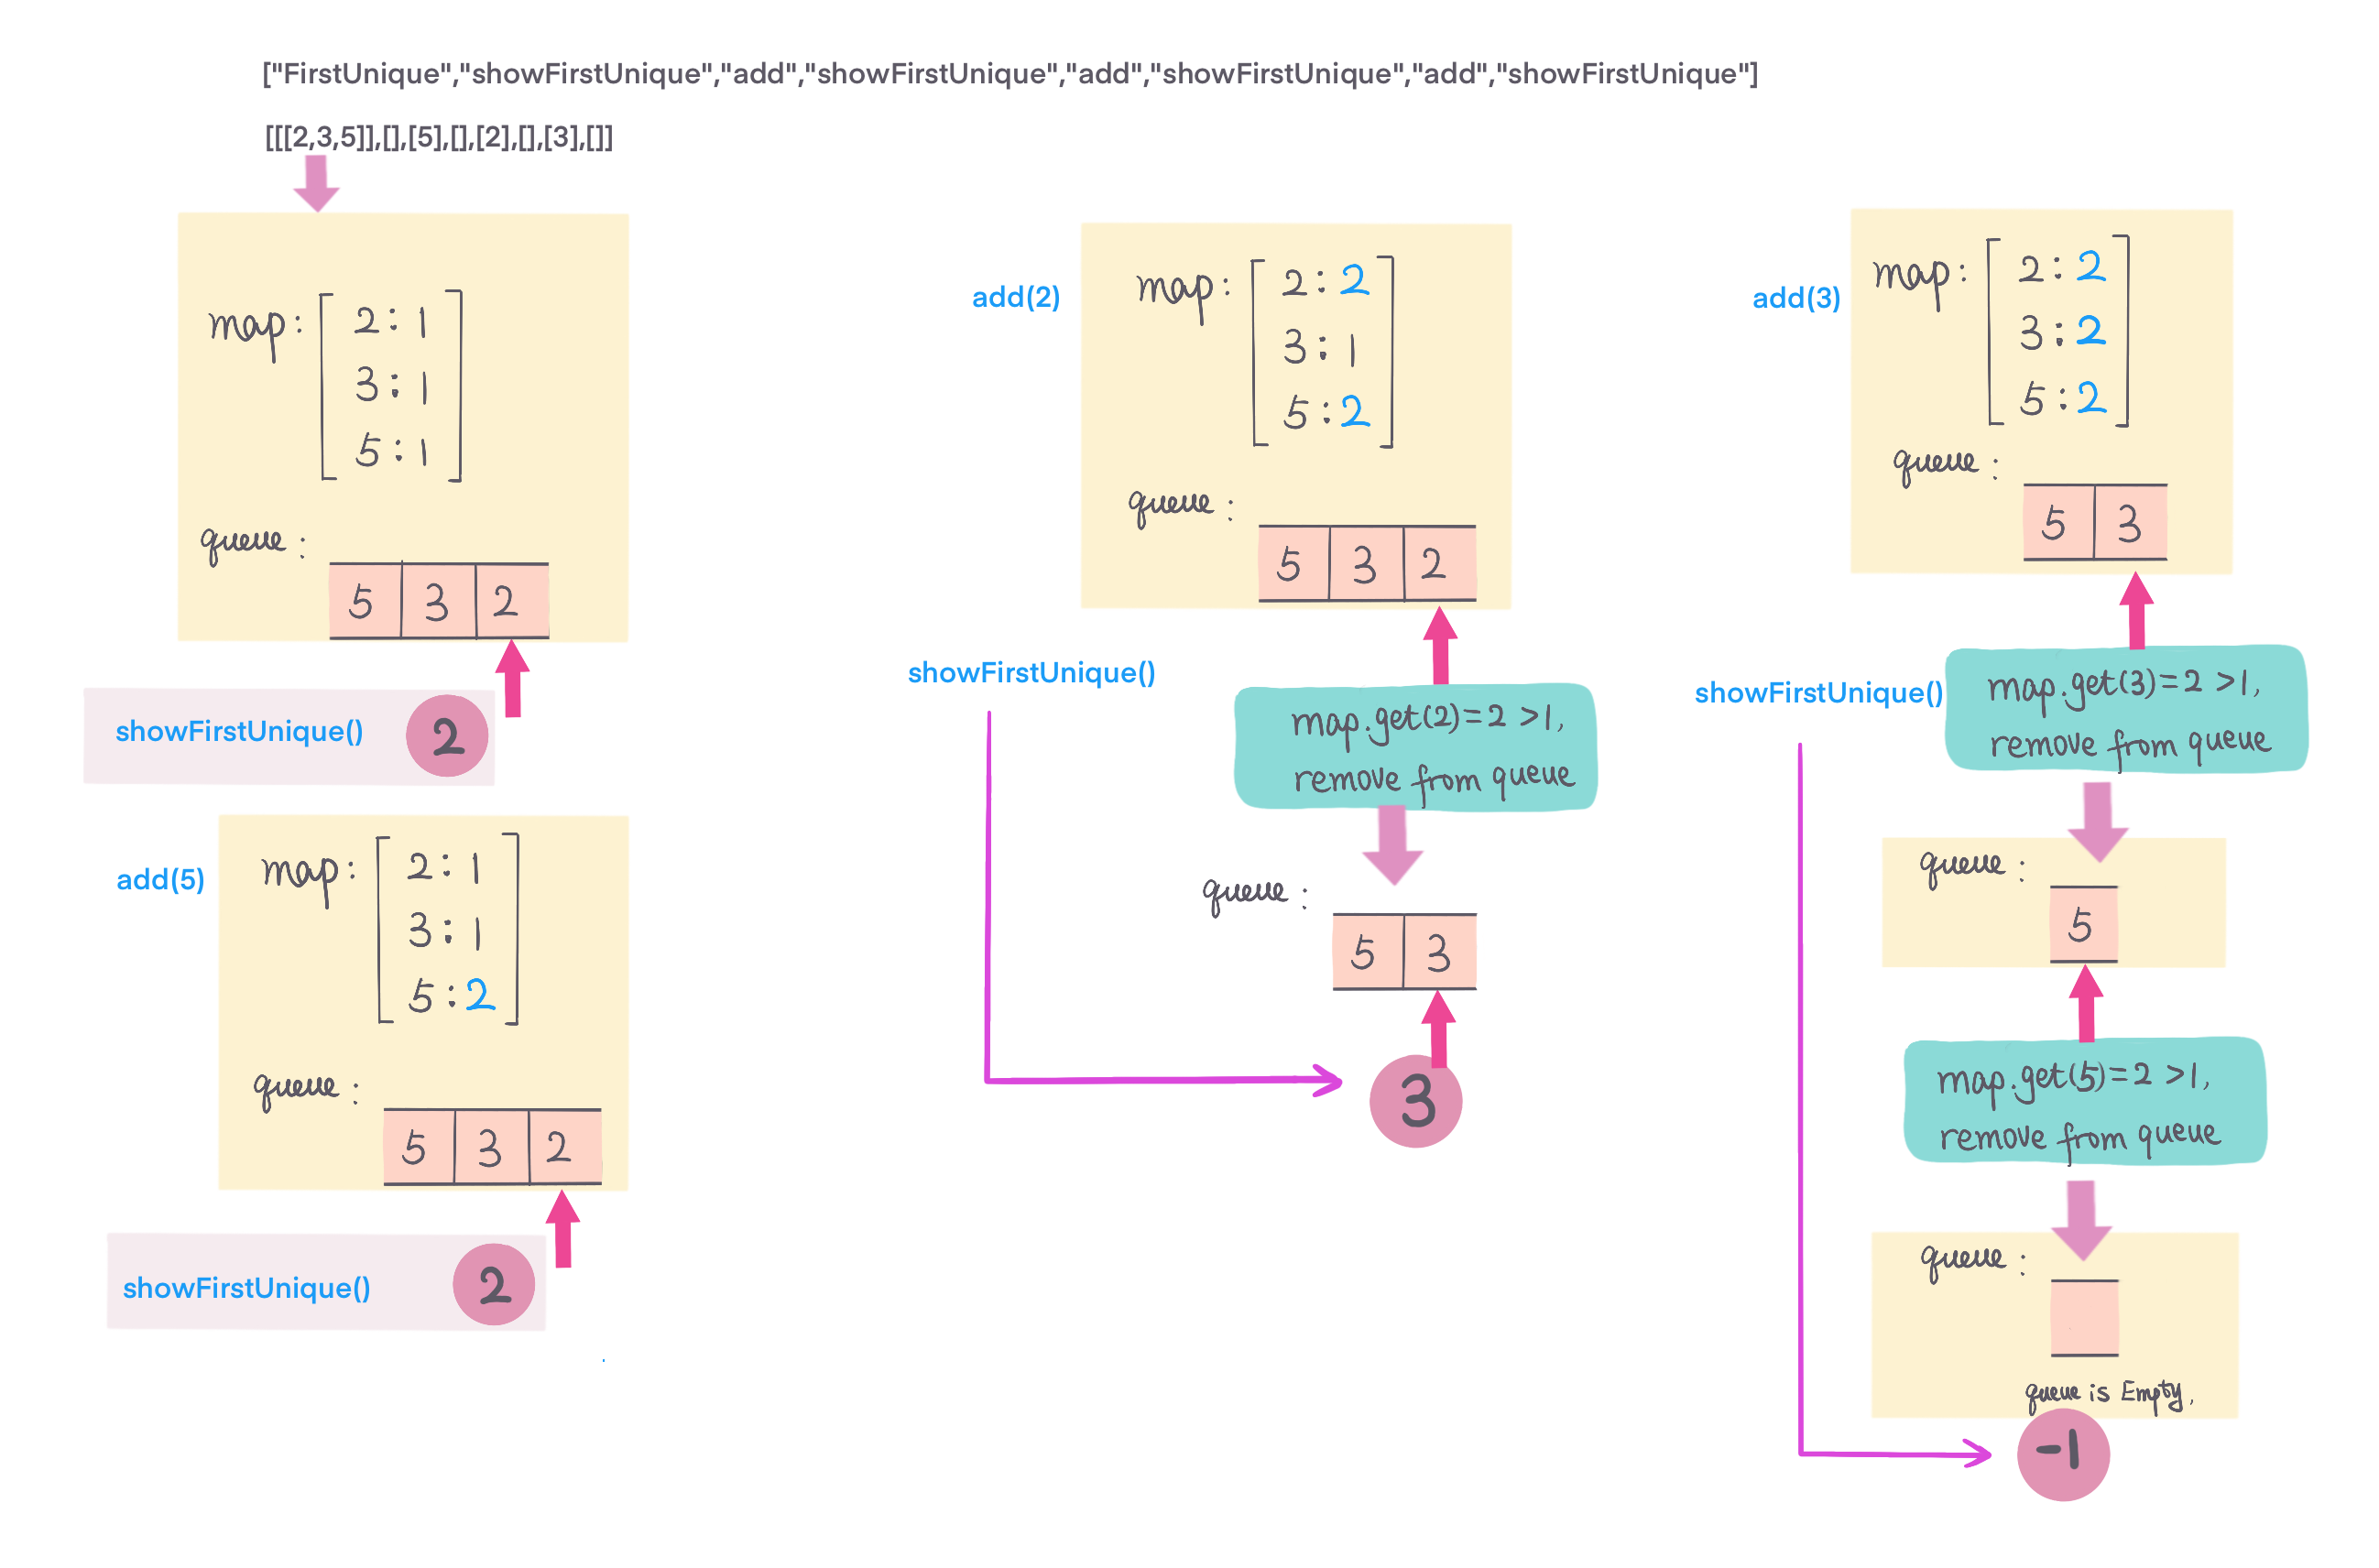 ["FirstUnique","showFirstUnique","add","showFirstUnique","add","showFirstUnique","add","showFirstUnique"]
[[[2,3,5]],[],[5],[],[2],[],[3],[]]
map:
2:1
3:1
5:1
queue:
5 3 2
showFirstUnique()
2
add(5)
map:
2:1
3:1
5:2
queue:
5 3 2
showFirstUnique()
2
add(2)
map:
2:2
3:1
5:2
queue:
5 3 2
showFirstUnique()
map.get(2)=2 >1,
remove from queue
queue:
5 3
3
add(3)
map:
2:2
3:2
5:2
queue:
5 3
showFirstUnique()
map.get(3)=2 >1,
remove from queue
queue:
5
map.get(5)=2 >1,
remove from queue
queue:
queue is Empty,
-1